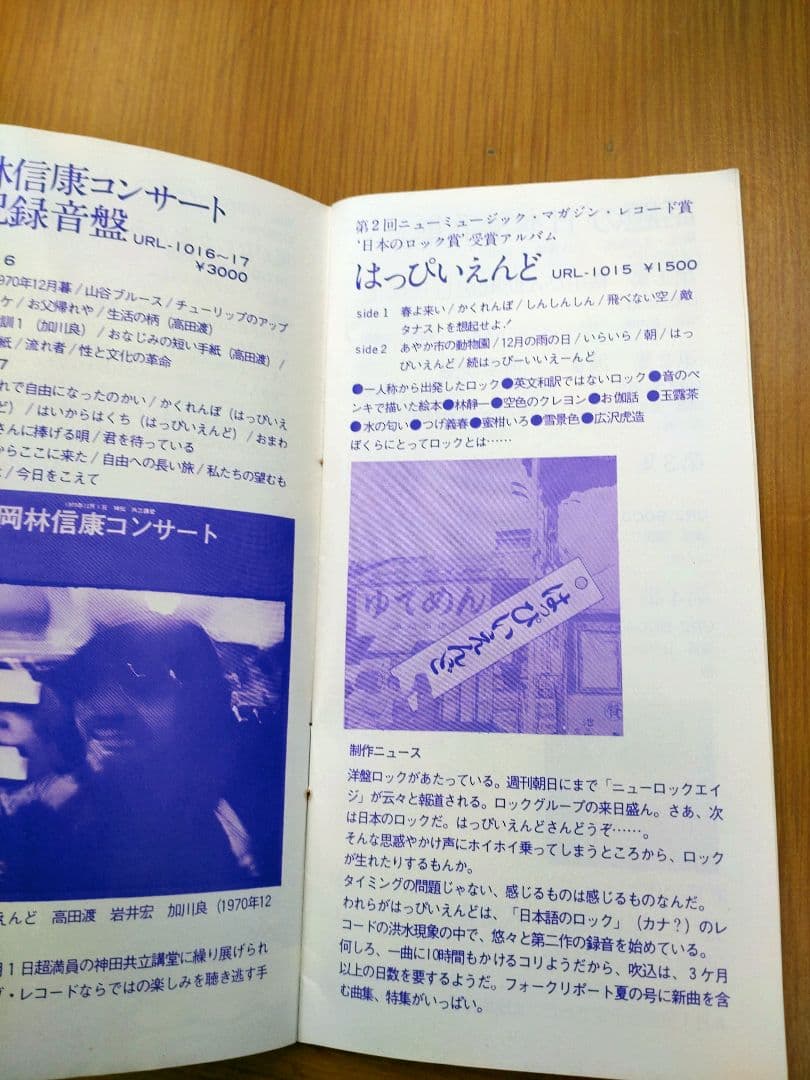 林信康コンサート
記録音盤 URL-1016～17
¥3000
6
970年12月暮/山谷ブルース/チューリップのアップ
ケ/お父帰れや/生活の柄（高田渡）
訓1（加川良）/おなじみの短い手紙（高田渡）/
紙/流れ者/性と文化の革命
7
れで自由になったのかい/かくれんぼ（はっぴいえ
ど）/はいからはくち（はっぴいえんど）/おまわ
さんに捧げる唄/君を待っている
からここに来た/自由への長い旅/私たちの望むも
/今日をこえて
岡林信康コンサート
えんど 高田渡 岩井宏 加川良（1970年12
月1日超満員の神田共立講堂に繰り展げられ
・レコードならではの楽しみを聴き逃す手
第2回ニューミュージック・マガジン・レコード賞
'日本のロック賞'受賞アルバム
はっぴいえんど URL-1015 ¥1500
side 1 春よ来い/かくれんぼ/しんしんしん/飛べない空/敵
タナストを想起せよ!
side 2 あやか市の動物園/12月の雨の日/いらいら/朝/はっ
ぴいえんど/続はっぴーいいえーんど
●一人称から出発したロック●英文和訳ではないロック●音のペ
ンキで描いた絵本●林靜一●空色のクレヨン●お伽話 ●玉露茶
●水の匂い●つげ義春●蜜柑いろ●雪景色●広沢虎造
ぼくらにとってロックとは……
ゆでめん
はっぴいえんど
制作ニュース
洋盤ロックがあたっている。週刊朝日にまで「ニューロックエイ
ジ」が云々と報道される。ロックグループの来日盛ん。さあ、次
は日本のロックだ。はっぴいえんどさんどうぞ……。
そんな思惑やかけ声にホイホイ乗ってしまうところから、ロック
が生れたりするもんか。
タイミングの問題じゃない、感じるものは感じるものなんだ。
われらがはっぴいえんどは、「日本語のロック」（カナ？）のレ
コードの洪水現象の中で、悠々と第二作の録音を始めている。
何しろ、一曲に10時間もかけるコリようだから、吹込は、3ケ月
以上の日数を要するようだ。フォークリポート夏の号に新曲を含
む曲集、特集がいっぱい。